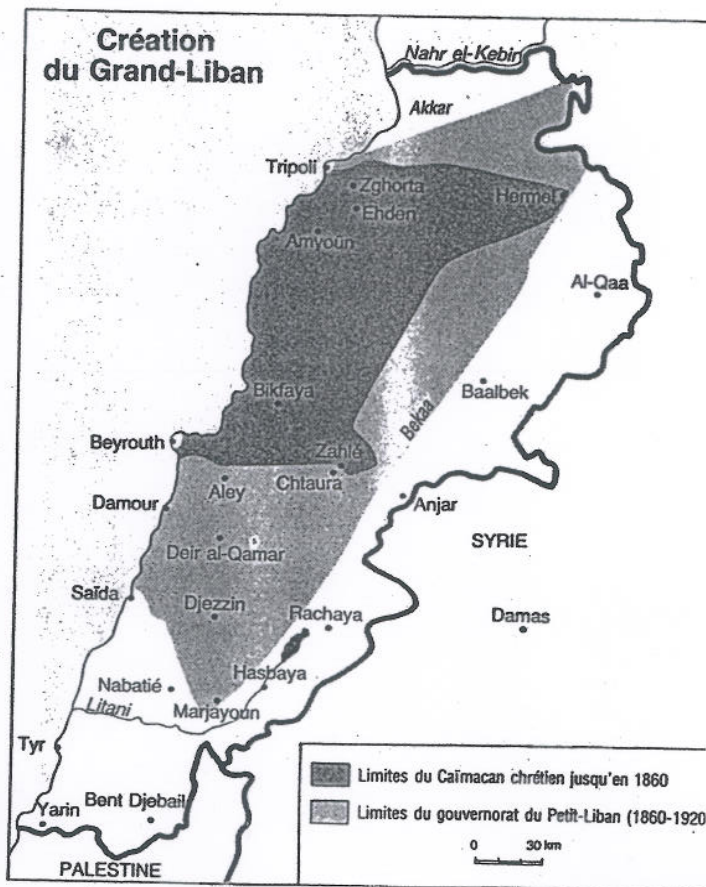 Création
du Grand-Liban
Nahr el-Kebir
Akkar
Tripoli
Zghorta
Ehden
Hermel
Amyoun
Al-Qaa
Bikfaya
Baalbek
Bekaa
Beyrouth
Zahlé
Chtaura
Aley
Anjar
Damour
SYRIE
Deir al-Qamar
Saïda
Djezzin
Rachaya
Damas
Hasbaya
Nabatié
Litani
Marjayoun
Tyr
Limites du Caïmacan chrétien jusqu'en 1860
Bent Djebail
Limites du gouvernorat du Petit-Liban (1860-1920
Yarin
0 30 km
PALESTINE